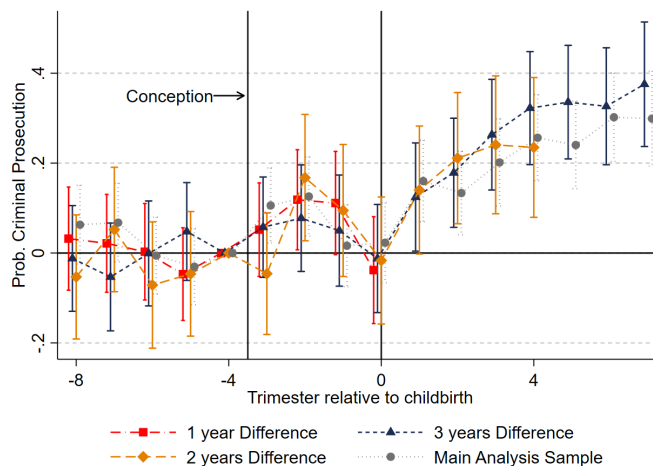 Prob. Criminal Prosecution
.4
.2
0
-.2
Conception
-8
-4
0
4
Trimester relative to childbirth
1 year Difference
3 years Difference
2 years Difference
Main Analysis Sample